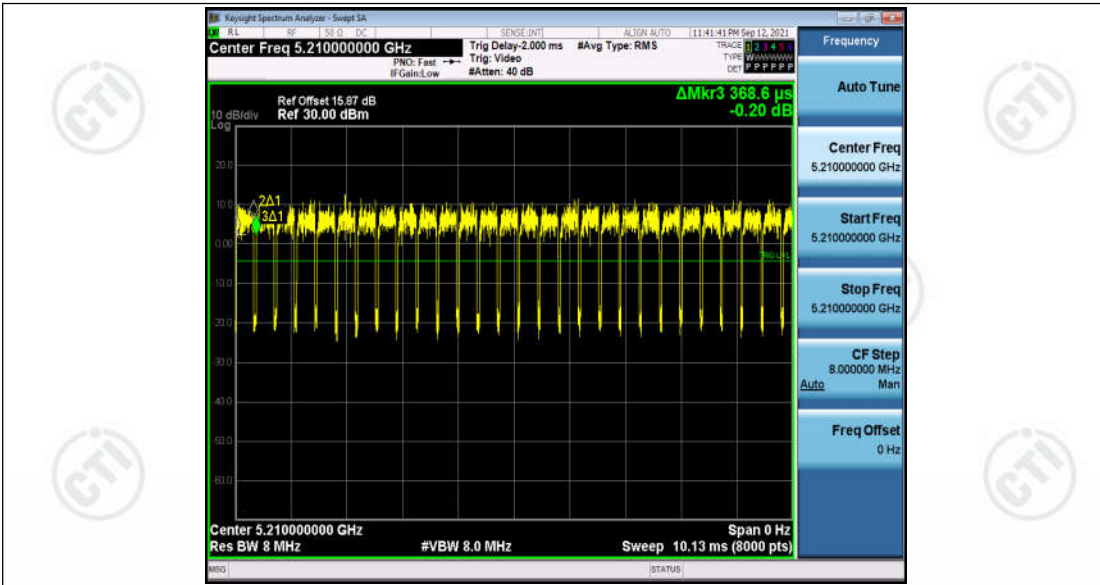 Keysight Spectrum Analyzer - Swept SA
RL RF 50 Ω DC SENSE:INT ALIGN AUTO 11:41:41 PM Sep 12, 2021
Center Freq 5.210000000 GHz
Trig Delay-2.000 ms #Avg Type: RMS
PNO: Fast Trig: Video
IFGain:Low #Atten: 40 dB
TRACE 1 2 3 4 5 6
TYPE W
DET P P P P P P
Frequency
ΔMkr3 368.6 µs
-0.20 dB
Ref Offset 15.87 dB
10 dB/div Ref 30.00 dBm
Log
20.0
10.0
0.00
-10.0
-20.0
-30.0
-40.0
-50.0
-60.0
2Δ1
3Δ1
TRIG LVL
Center 5.210000000 GHz Span 0 Hz
Res BW 8 MHz #VBW 8.0 MHz Sweep 10.13 ms (8000 pts)
MSG STATUS
Auto Tune
Center Freq
5.210000000 GHz
Start Freq
5.210000000 GHz
Stop Freq
5.210000000 GHz
CF Step
8.000000 MHz
Auto Man
Freq Offset
0 Hz
CTI
CTI
CTI
CTI